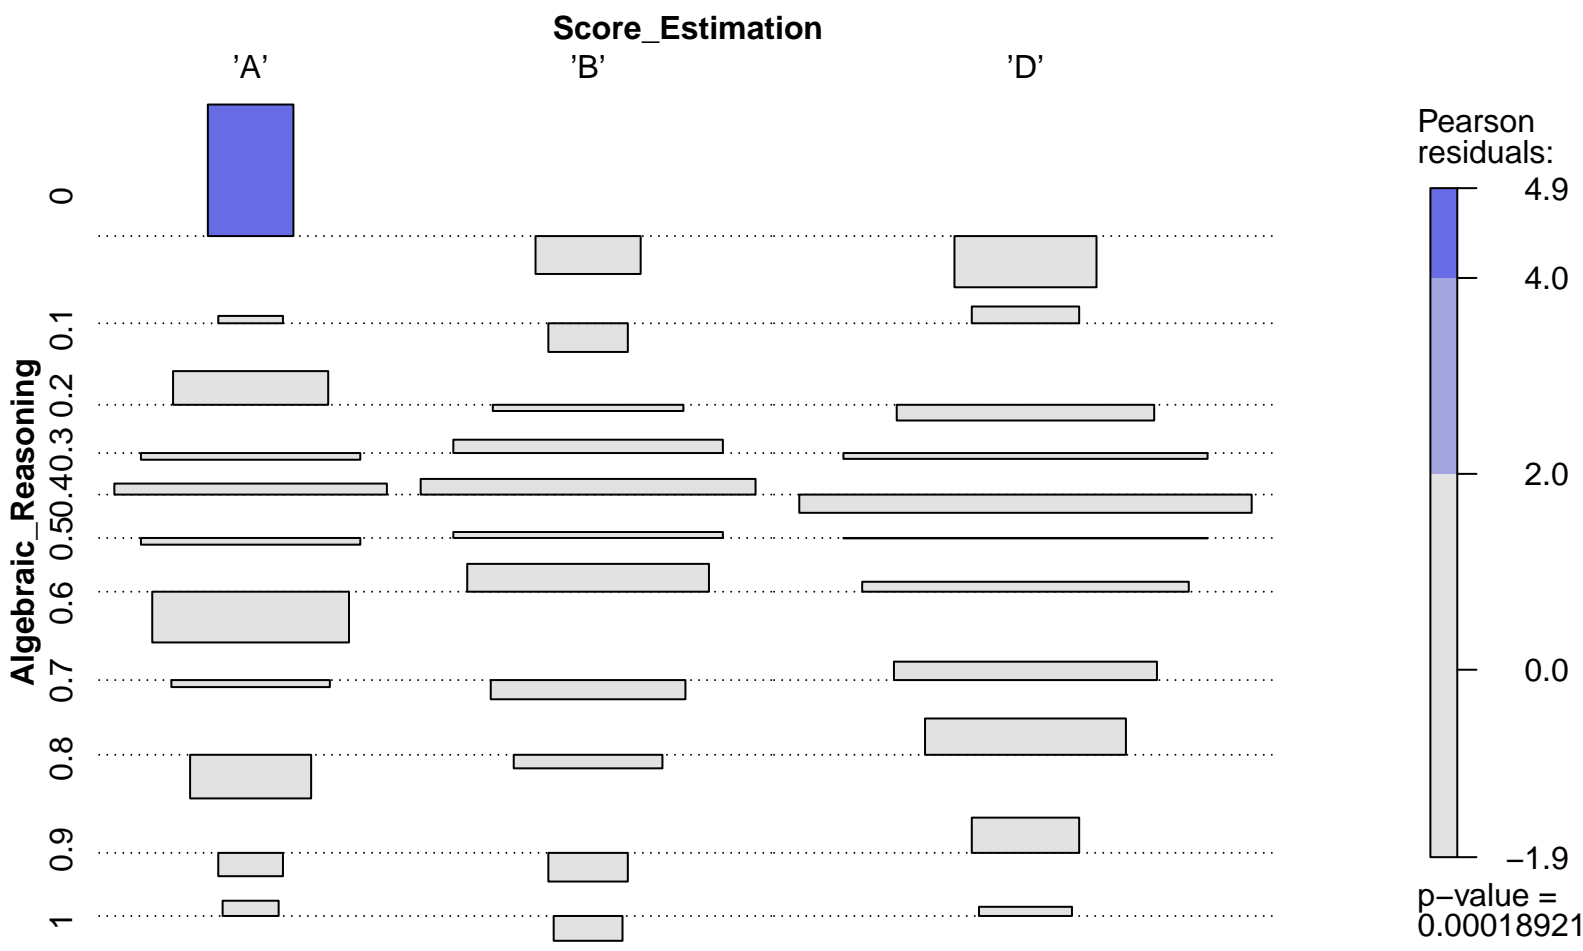 Score_Estimation
’A’ ’B’ ’D’
Algebraic_Reasoning
0
0.1
0.2
0.3
0.4
0.5
0.6
0.7
0.8
0.9
1
Pearson
residuals:
4.9
4.0
2.0
0.0
−1.9
p−value =
0.00018921